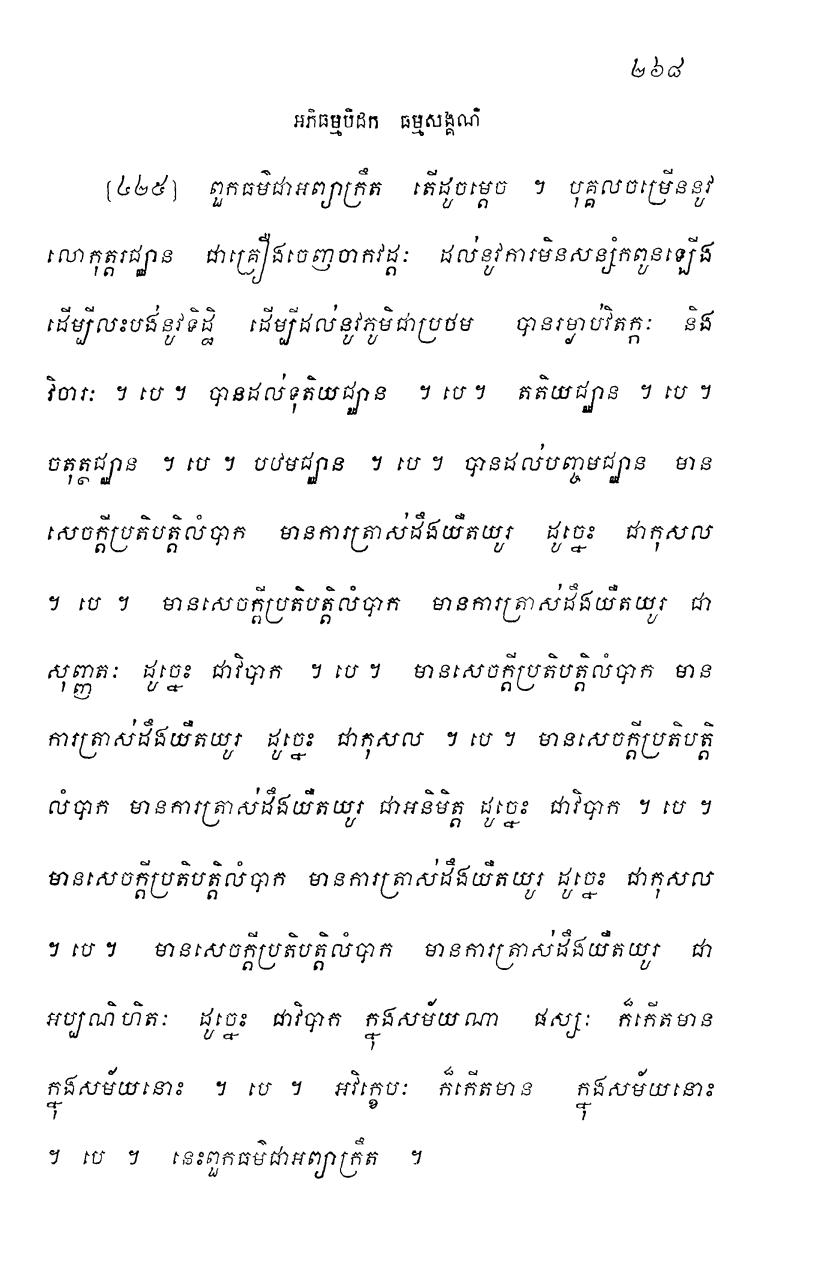 ២៦៨
អភិធម្មបិដក ធម្មសង្គណី
[៤២៥] ពួកធម៌ជាអព្យាក្រឹត តើដូចម្តេច ។ បុគ្គលចម្រើននូវ
លោកុត្តរជ្ឈាន ជាគ្រឿងចេញចាកវដ្តៈ ដល់នូវការមិនសន្សំកពូនឡើង
ដើម្បីលះបង់នូវទិដ្ឋិ ដើម្បីដល់នូវភូមិជាប្រថម បានរម្ងាប់វិតក្កៈ និង
វិចារៈ ។ បេ ។ បានដល់ទុតិយជ្ឈាន ។ បេ ។ តតិយជ្ឈាន ។ បេ ។
ចតុត្ថជ្ឈាន ។ បេ ។ បឋមជ្ឈាន ។ បេ ។ បានដល់បញ្ចមជ្ឈាន មាន
សេចក្តីប្រតិបត្តិលំបាក មានការត្រាស់ដឹងយឺតយូរ ដូច្នេះ ជាកុសល
។ បេ ។ មានសេចក្តីប្រតិបត្តិលំបាក មានការត្រាស់ដឹងយឺតយូរ ជា
សុញ្ញតៈ ដូច្នេះ ជាវិបាក ។ បេ ។ មានសេចក្តីប្រតិបត្តិលំបាក មាន
ការត្រាស់ដឹងយឺតយូរ ដូច្នេះ ជាកុសល ។ បេ ។ មានសេចក្តីប្រតិបត្តិ
លំបាក មានការត្រាស់ដឹងយឺតយូរ ជាអនិមិត្ត ដូច្នេះ ជាវិបាក ។ បេ ។
មានសេចក្តីប្រតិបត្តិលំបាក មានការត្រាស់ដឹងយឺតយូរ ដូច្នេះ ជាកុសល
។ បេ ។ មានសេចក្តីប្រតិបត្តិលំបាក មានការត្រាស់ដឹងយឺតយូរ ជា
អប្បណិហិតៈ ដូច្នេះ ជាវិបាក ក្នុងសម័យណា ផស្សៈ ក៏កើតមាន
ក្នុងសម័យនោះ ។ បេ ។ អវិក្ខេបៈ ក៏កើតមាន ក្នុងសម័យនោះ
។ បេ ។ នេះពួកធម៌ជាអព្យាក្រឹត ។